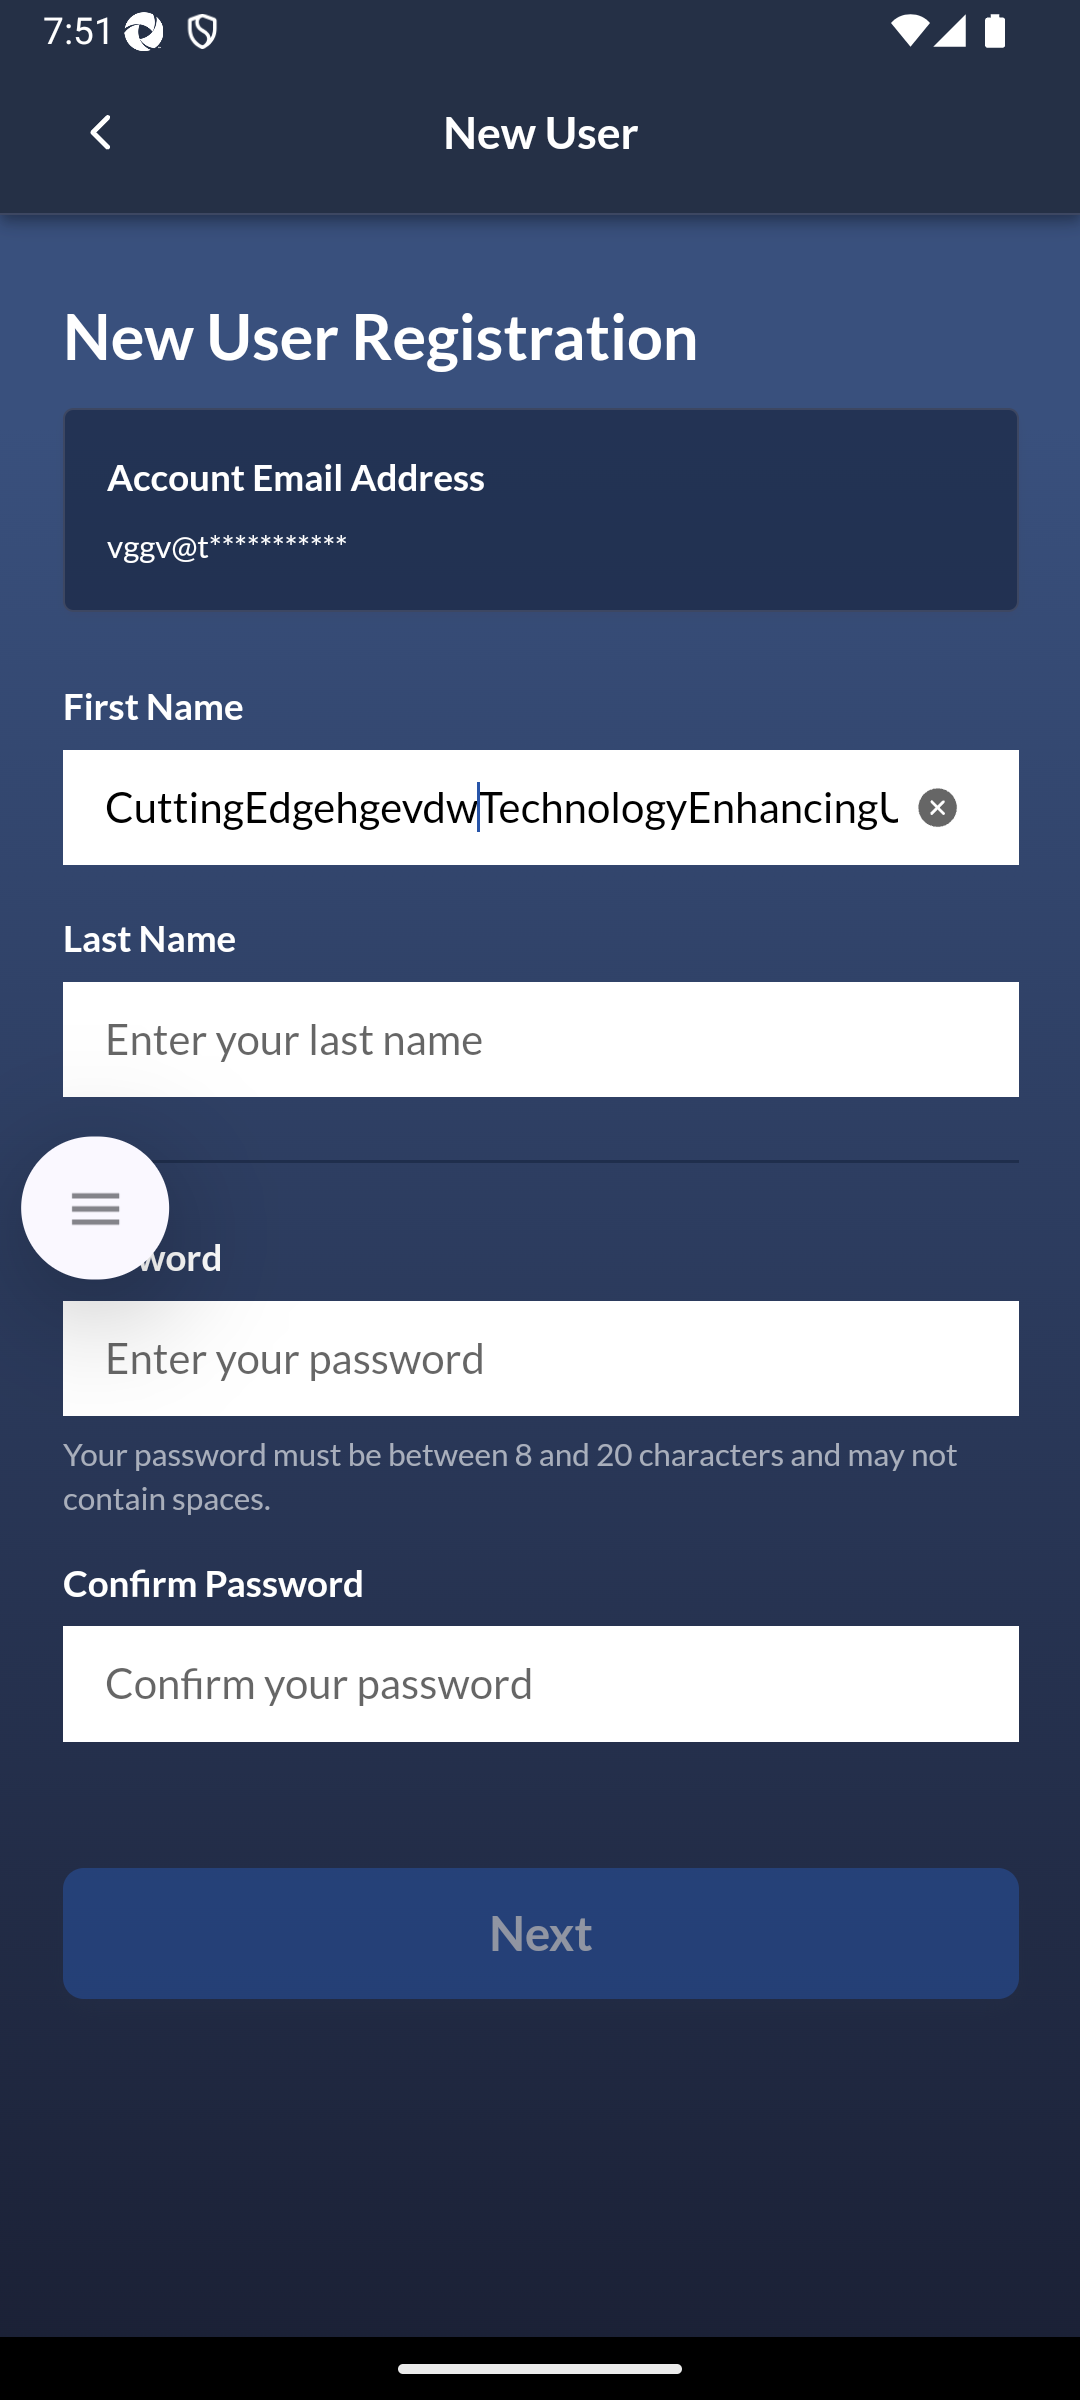 7:51
New User
New User Registration
Account Email Address
vggv@t***********
First Name
CuttingEdgehgevdwTechnologyEnhancing
Last Name
Enter your last name
word
Enter your password
Your password must be between 8 and 20 characters and may not
contain spaces.
Confirm Password
Confirm your password
Next